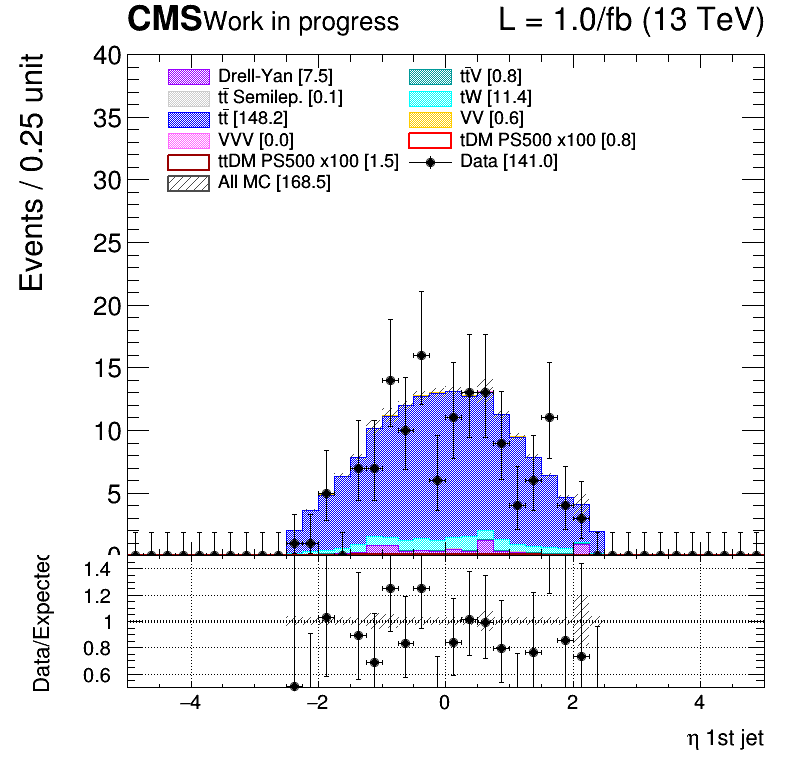 CMS Work in progress L = 1.0/fb (13 TeV)
Events / 0.25 unit
40
35
30
25
20
15
10
5
0
Drell-Yan [7.5] tt̄V [0.8]
tt̄ Semilep. [0.1] tW [11.4]
tt̄ [148.2] VV [0.6]
VVV [0.0] tDM PS500 x100 [0.8]
ttDM PS500 x100 [1.5] Data [141.0]
All MC [168.5]
Data/Expected
1.4
1.2
1
0.8
0.6
−4 −2 0 2 4
η 1st jet